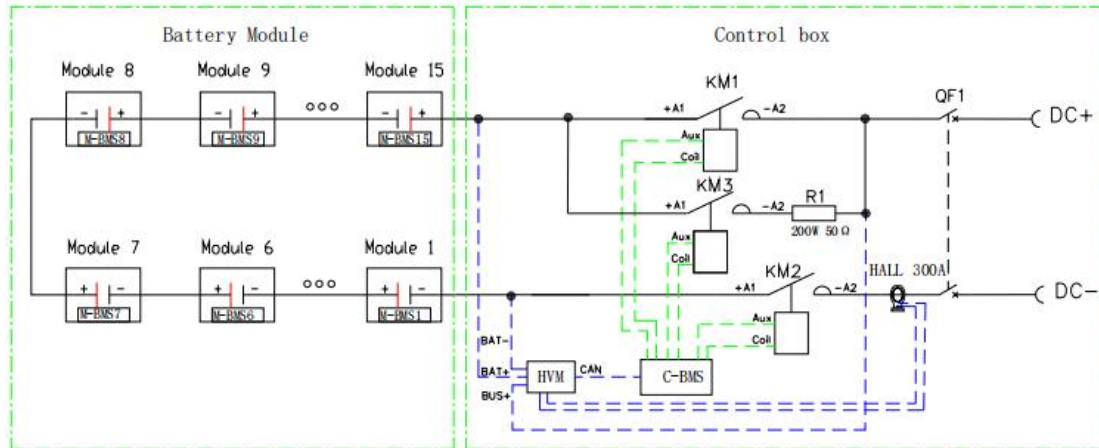 Battery Module
Control box
Module 8
Module 9
Module 15
KM1
QF1
DC+
- +
- +
- +
+A1
-A2
M-BMS8
M-BMS9
M-BMS15
Aux
Coil
KM3
R1
+A1
-A2
200W 50Ω
Module 7
Module 6
Module 1
Aux
Coil
KM2
HALL 300A
+ -
+ -
+ -
+A1
-A2
DC-
M-BMS7
M-BMS6
M-BMS1
Aux
Coil
BAT-
BAT+
HVM
CAN
C-BMS
BUS+